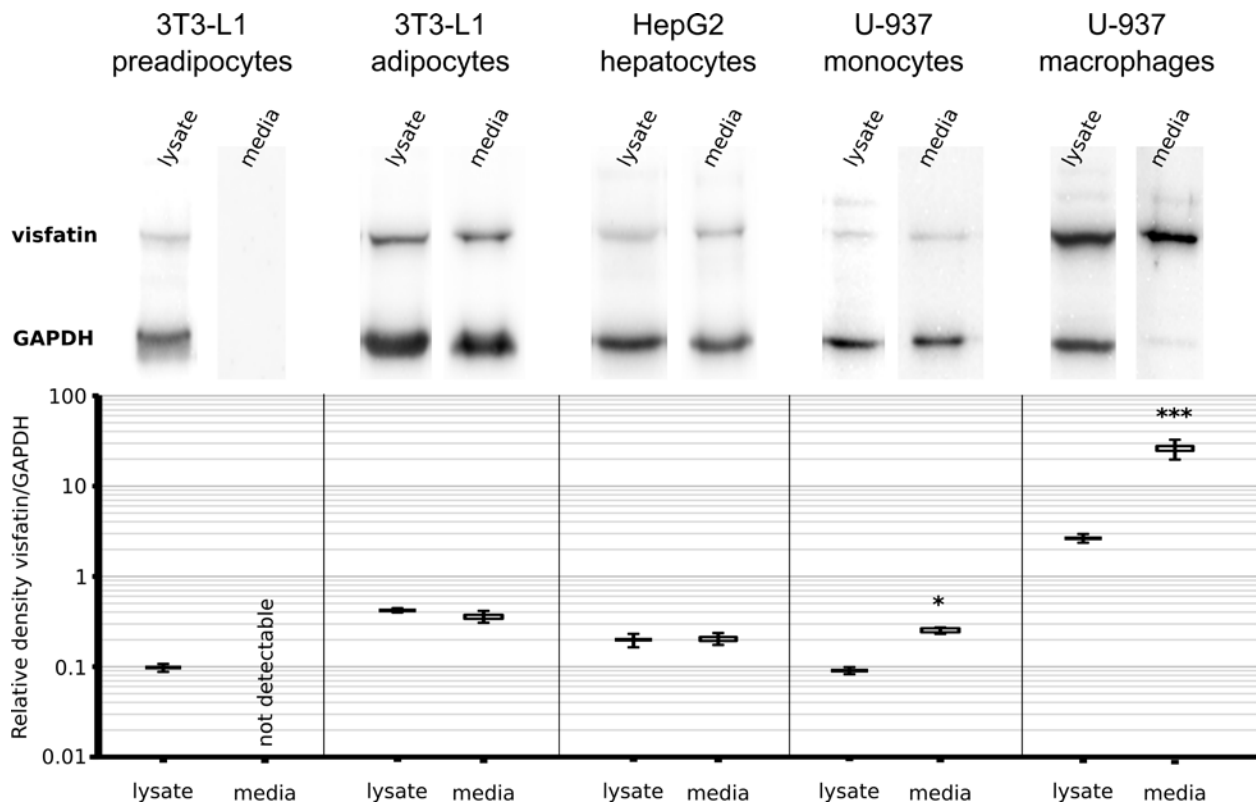 3T3-L1 3T3-L1 HepG2 U-937 U-937
preadipocytes adipocytes hepatocytes monocytes macrophages
lysate media lysate media lysate media lysate media lysate media
visfatin
GAPDH
Relative density visfatin/GAPDH
100
10
1
0.1
0.01
not detectable
*
***
lysate media lysate media lysate media lysate media lysate media